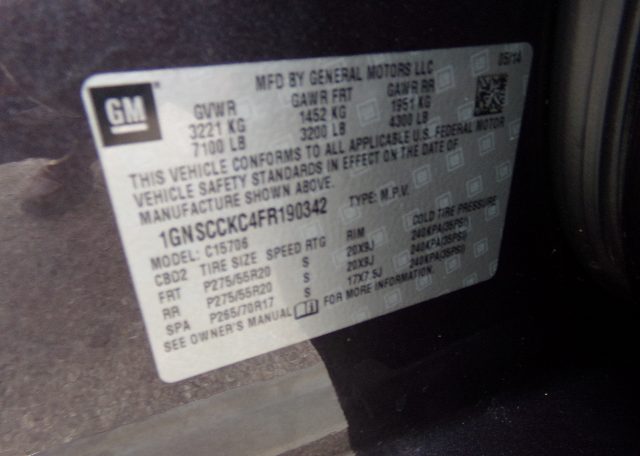 GM
MFD BY GENERAL MOTORS LLC 05/14
GVWR GAWR FRT GAWR RR
3221 KG 1452 KG 1951 KG
7100 LB 3200 LB 4300 LB
THIS VEHICLE CONFORMS TO ALL APPLICABLE U.S. FEDERAL MOTOR
VEHICLE SAFETY STANDARDS IN EFFECT ON THE DATE OF
MANUFACTURE SHOWN ABOVE.
1GNSCCKC4FR190342 TYPE: M.P.V.
MODEL: C15706
CBD2 TIRE SIZE SPEED RTG RIM COLD TIRE PRESSURE
FRT P275/55R20 S 20X9J 240KPA(35PSI)
RR P275/55R20 S 20X9J 240KPA(35PSI)
SPA P265/70R17 S 17X7.5J 240KPA(35PSI)
SEE OWNER'S MANUAL FOR MORE INFORMATION.